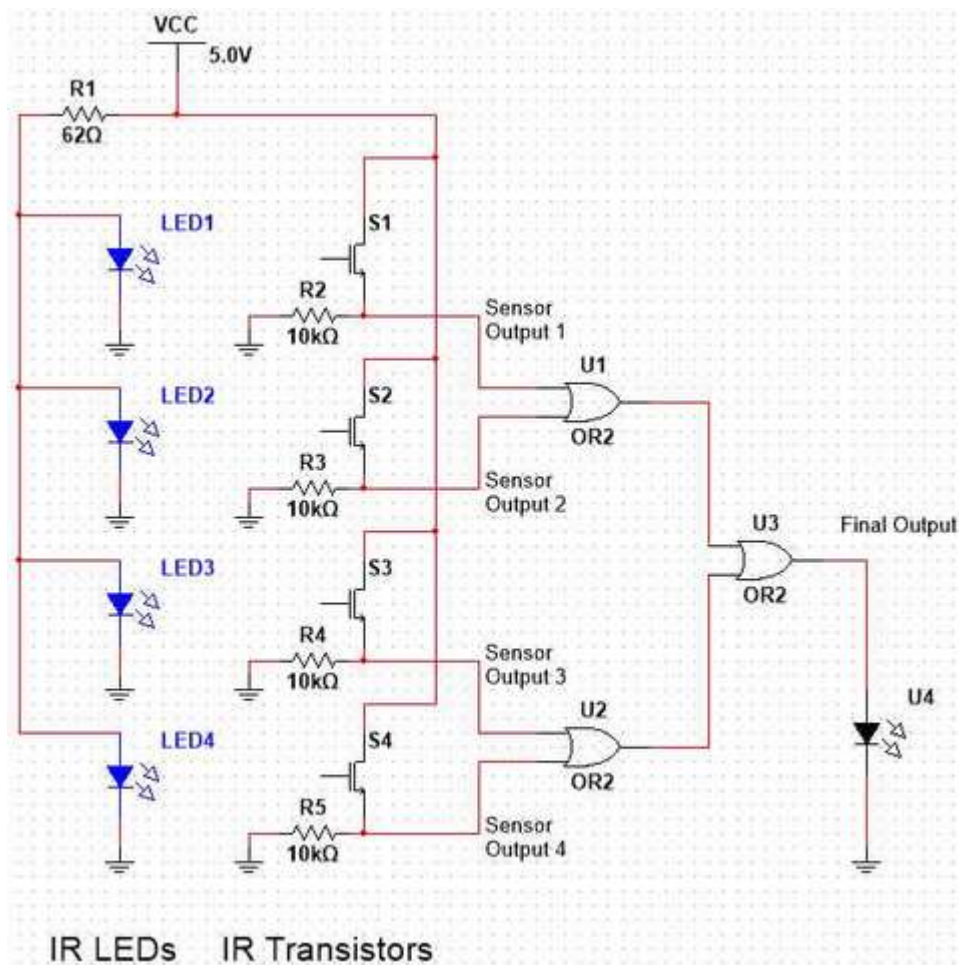 VCC
5.0V
R1
62Ω
LED1
S1
R2
10kΩ
Sensor
Output 1
LED2
S2
U1
OR2
R3
10kΩ
Sensor
Output 2
LED3
S3
U3
Final Output
OR2
R4
10kΩ
Sensor
Output 3
LED4
S4
U2
OR2
U4
R5
10kΩ
Sensor
Output 4
IR LEDs
IR Transistors